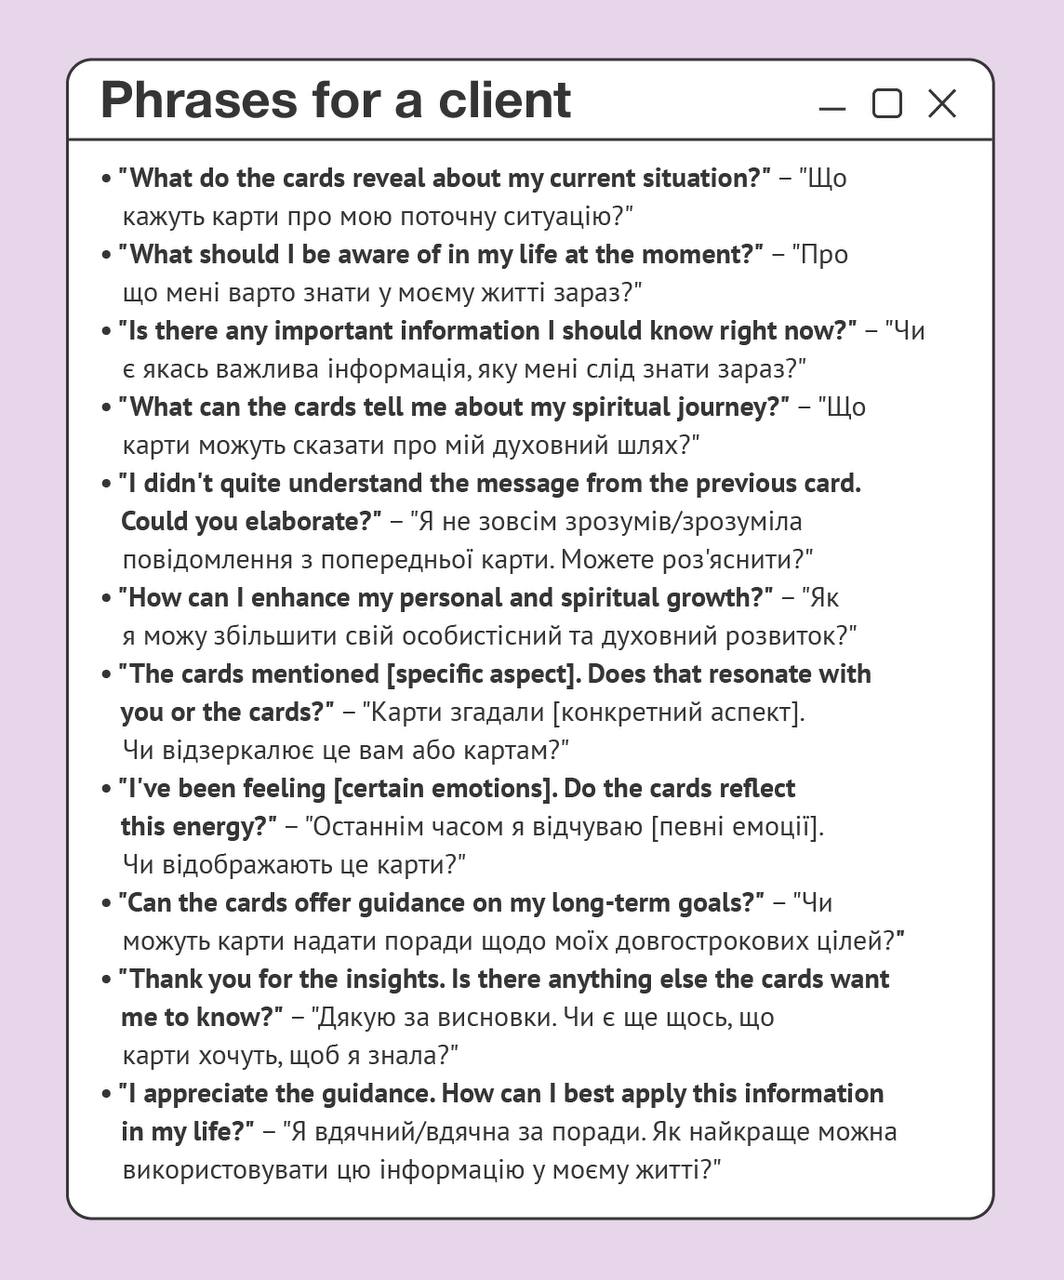 Phrases for a client
• "What do the cards reveal about my current situation?" – "Що
кажуть карти про мою поточну ситуацію?"
• "What should I be aware of in my life at the moment?" – "Про
що мені варто знати у моєму житті зараз?"
• "Is there any important information I should know right now?" – "Чи
є якась важлива інформація, яку мені слід знати зараз?"
• "What can the cards tell me about my spiritual journey?" – "Що
карти можуть сказати про мій духовний шлях?"
• "I didn't quite understand the message from the previous card.
Could you elaborate?" – "Я не зовсім зрозумів/зрозуміла
повідомлення з попередньої карти. Можете роз'яснити?"
• "How can I enhance my personal and spiritual growth?" – "Як
я можу збільшити свій особистісний та духовний розвиток?"
• "The cards mentioned [specific aspect]. Does that resonate with
you or the cards?" – "Карти згадали [конкретний аспект].
Чи відзеркалює це вам або картам?"
• "I've been feeling [certain emotions]. Do the cards reflect
this energy?" – "Останнім часом я відчуваю [певні емоції].
Чи відображають це карти?"
• "Can the cards offer guidance on my long-term goals?" – "Чи
можуть карти надати поради щодо моїх довгострокових цілей?"
• "Thank you for the insights. Is there anything else the cards want
me to know?" – "Дякую за висновки. Чи є ще щось, що
карти хочуть, щоб я знала?"
• "I appreciate the guidance. How can I best apply this information
in my life?" – "Я вдячний/вдячна за поради. Як найкраще можна
використовувати цю інформацію у моєму житті?"